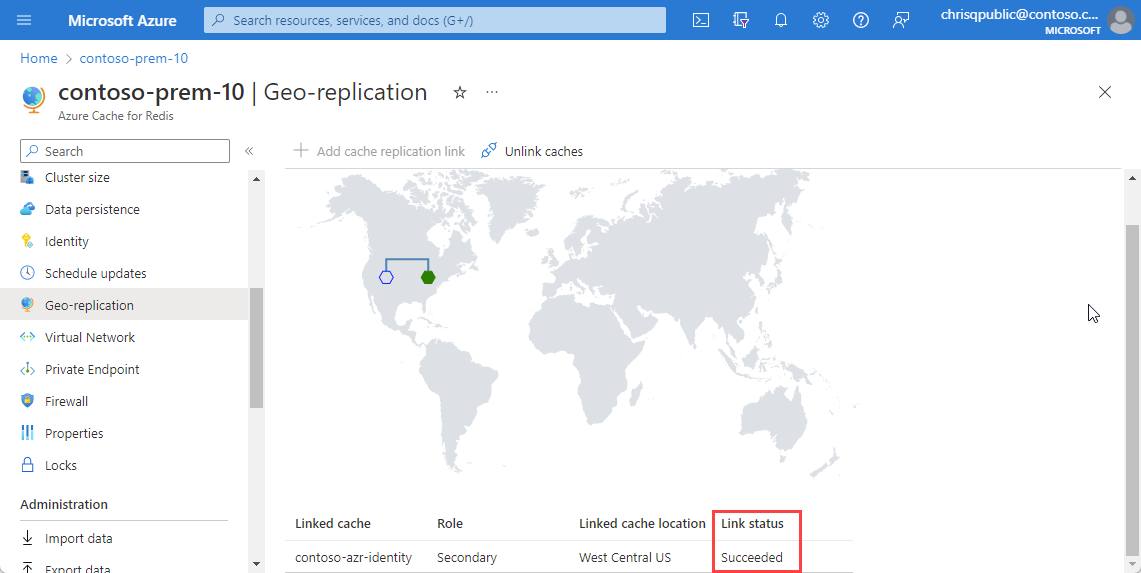 Microsoft Azure
Search resources, services, and docs (G+/)
chrisqpublic@contoso.c...
MICROSOFT
Home > contoso-prem-10
contoso-prem-10 | Geo-replication
...
Azure Cache for Redis
Search
«
Add cache replication link
Unlink caches
Cluster size
Data persistence
Identity
Schedule updates
Geo-replication
Virtual Network
Private Endpoint
Firewall
Properties
Locks
Administration
Import data
Export data
Linked cache Role Linked cache location Link status
contoso-azr-identity Secondary West Central US Succeeded